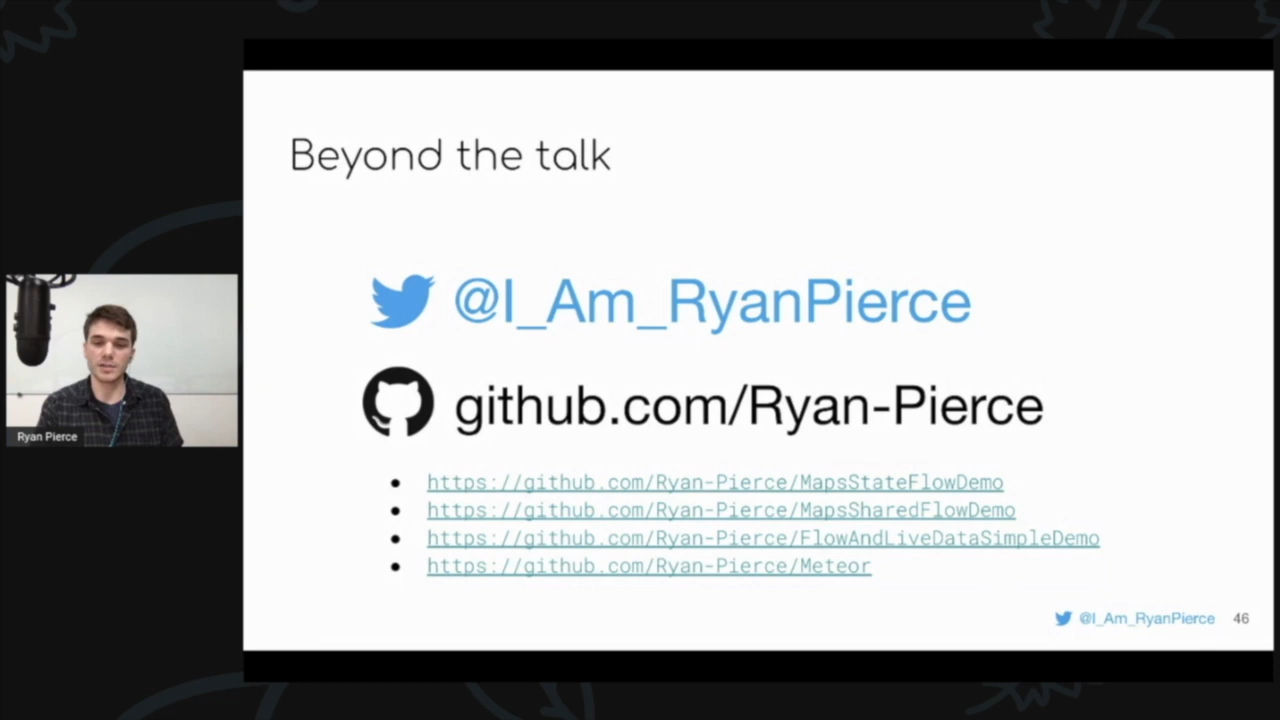 Beyond the talk
@I_Am_RyanPierce
github.com/Ryan-Pierce
https://github.com/Ryan-Pierce/MapsStateFlowDemo
https://github.com/Ryan-Pierce/MapsSharedFlowDemo
https://github.com/Ryan-Pierce/FlowAndLiveDataSimpleDemo
https://github.com/Ryan-Pierce/Meteor
@I_Am_RyanPierce 46
Ryan Pierce